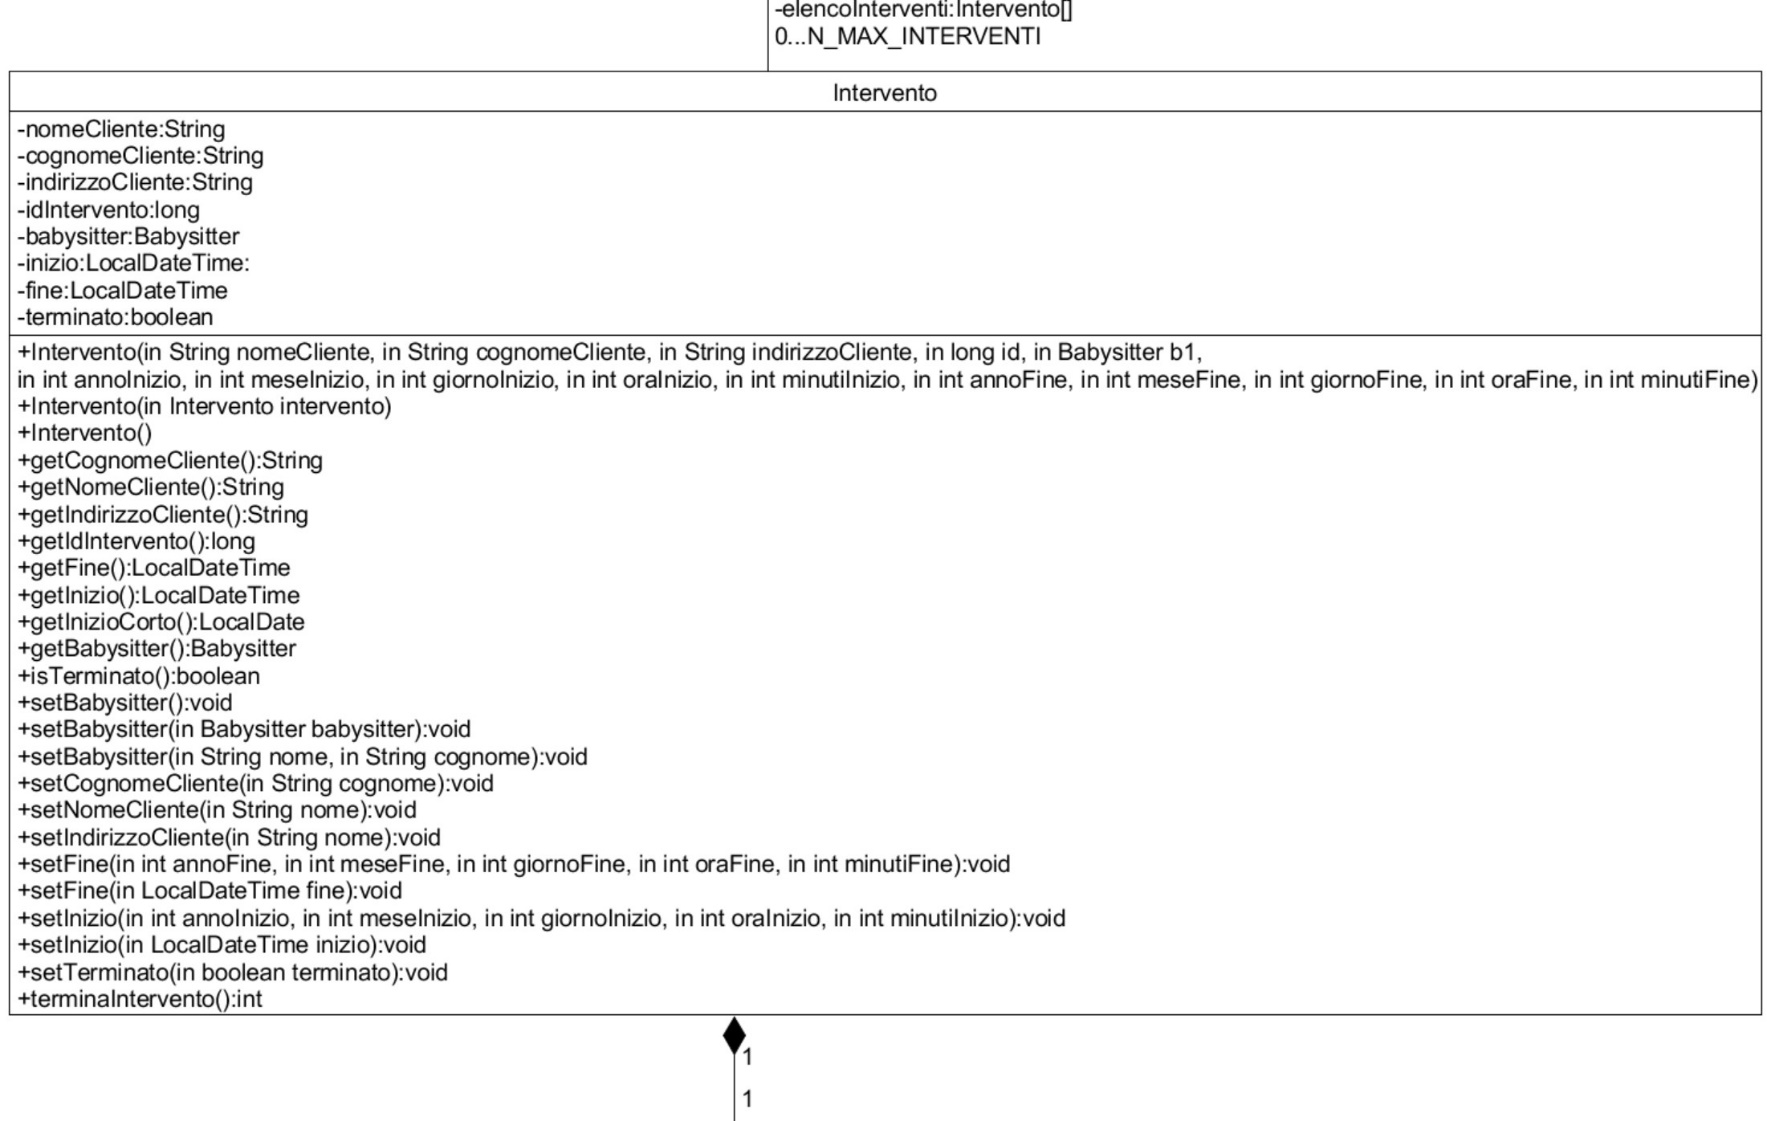 -elencoInterventi:Intervento[]
0...N_MAX_INTERVENTI
Intervento
-nomeCliente:String
-cognomeCliente:String
-indirizzoCliente:String
-idIntervento:long
-babysitter:Babysitter
-inizio:LocalDateTime:
-fine:LocalDateTime
-terminato:boolean
+Intervento(in String nomeCliente, in String cognomeCliente, in String indirizzoCliente, in long id, in Babysitter b1,
in int annoInizio, in int meseInizio, in int giornoInizio, in int oraInizio, in int minutiInizio, in int annoFine, in int meseFine, in int giornoFine, in int oraFine, in int minutiFine)
+Intervento(in Intervento intervento)
+Intervento()
+getCognomeCliente():String
+getNomeCliente():String
+getIndirizzoCliente():String
+getIdIntervento():long
+getFine():LocalDateTime
+getInizio():LocalDateTime
+getInizioCorto():LocalDate
+getBabysitter():Babysitter
+isTerminato():boolean
+setBabysitter():void
+setBabysitter(in Babysitter babysitter):void
+setBabysitter(in String nome, in String cognome):void
+setCognomeCliente(in String cognome):void
+setNomeCliente(in String nome):void
+setIndirizzoCliente(in String nome):void
+setFine(in int annoFine, in int meseFine, in int giornoFine, in int oraFine, in int minutiFine):void
+setFine(in LocalDateTime fine):void
+setInizio(in int annoInizio, in int meseInizio, in int giornoInizio, in int oraInizio, in int minutiInizio):void
+setInizio(in LocalDateTime inizio):void
+setTerminato(in boolean terminato):void
+terminaIntervento():int
1
1